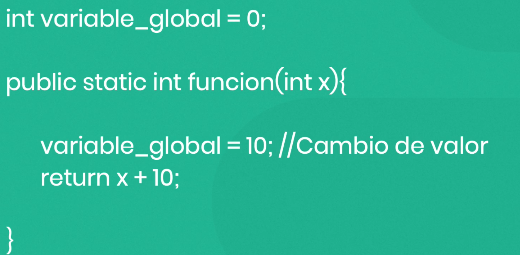 int variable_global = 0;
public static int funcion(int x){
variable_global = 10; //Cambio de valor
return x + 10;
}